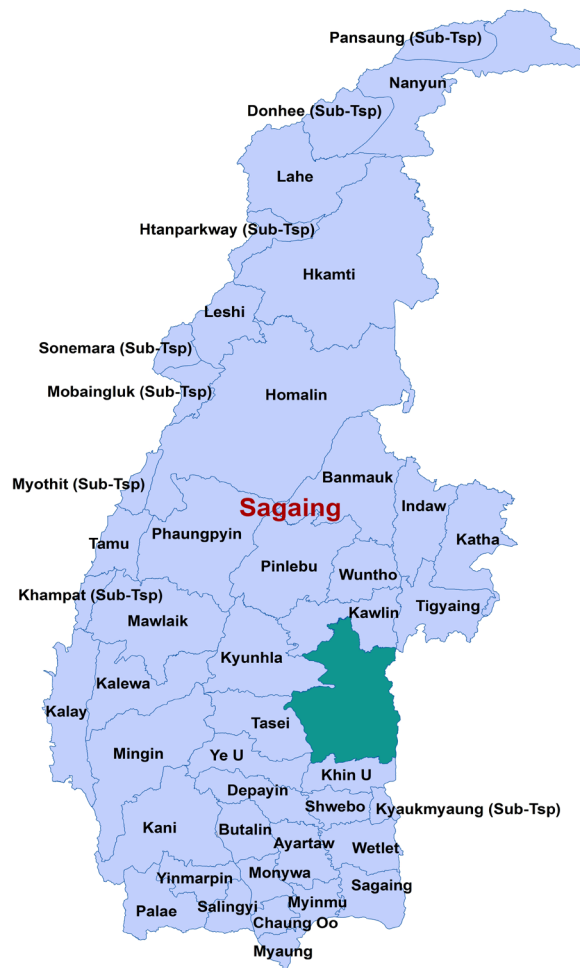 Pansaung (Sub-Tsp)
Nanyun
Donhee (Sub-Tsp)
Lahe
Htanparkway (Sub-Tsp)
Hkamti
Leshi
Sonemara (Sub-Tsp)
Mobaingluk (Sub-Tsp)
Homalin
Banmauk
Myothit (Sub-Tsp)
Indaw
Sagaing
Phaungpyin
Katha
Tamu
Pinlebu
Wuntho
Khampat (Sub-Tsp)
Tigyaing
Kawlin
Mawlaik
Kyunhla
Kalewa
Kalay
Tasei
Mingin
Ye U
Khin U
Depayin
Shwebo
Kyaukmyaung (Sub-Tsp)
Kani
Butalin
Ayartaw
Wetlet
Monywa
Yinmarpin
Sagaing
Myinmu
Salingyi
Palae
Chaung Oo
Myaung